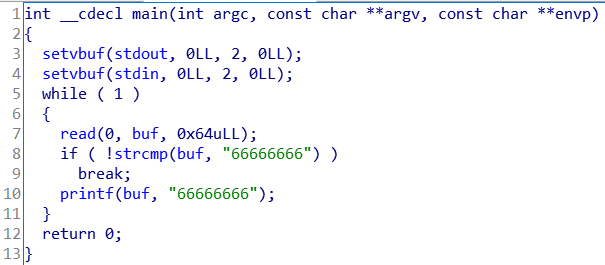 1 int __cdecl main(int argc, const char **argv, const char **envp)
2 {
3   setvbuf(stdout, 0LL, 2, 0LL);
4   setvbuf(stdin, 0LL, 2, 0LL);
5   while ( 1 )
6   {
7     read(0, buf, 0x64uLL);
8     if ( !strcmp(buf, "66666666") )
9       break;
10     printf(buf, "66666666");
11   }
12   return 0;
13 }